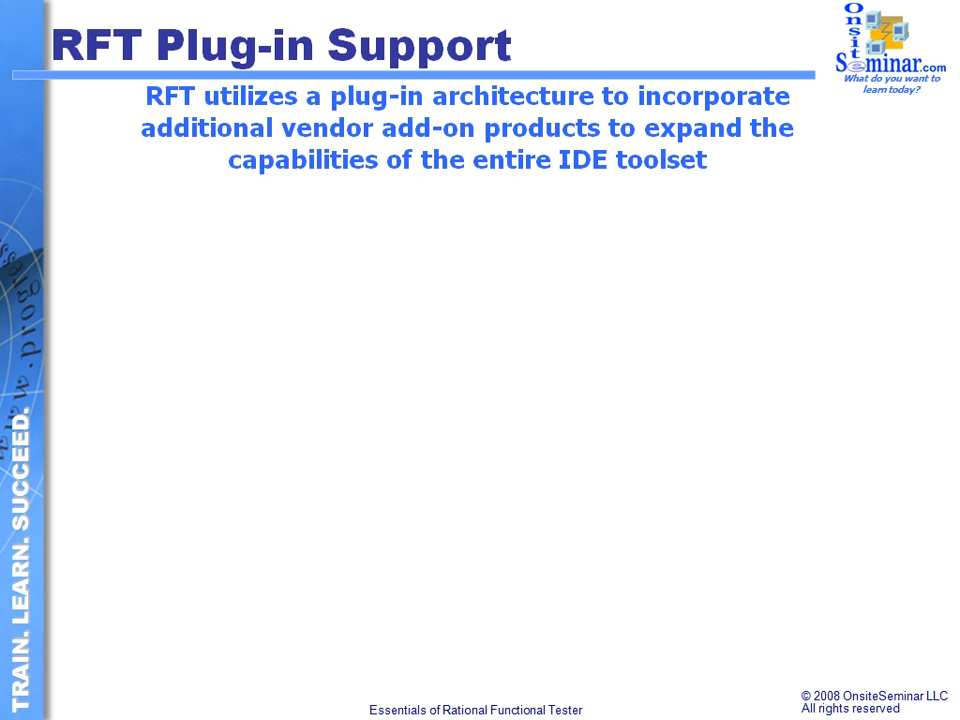 RFT Plug-in Support
Onsite
Seminar.com
What do you want to
learn today?
RFT utilizes a plug-in architecture to incorporate
additional vendor add-on products to expand the
capabilities of the entire IDE toolset
TRAIN. LEARN. SUCCEED.
Essentials of Rational Functional Tester
© 2008 OnsiteSeminar LLC
All rights reserved